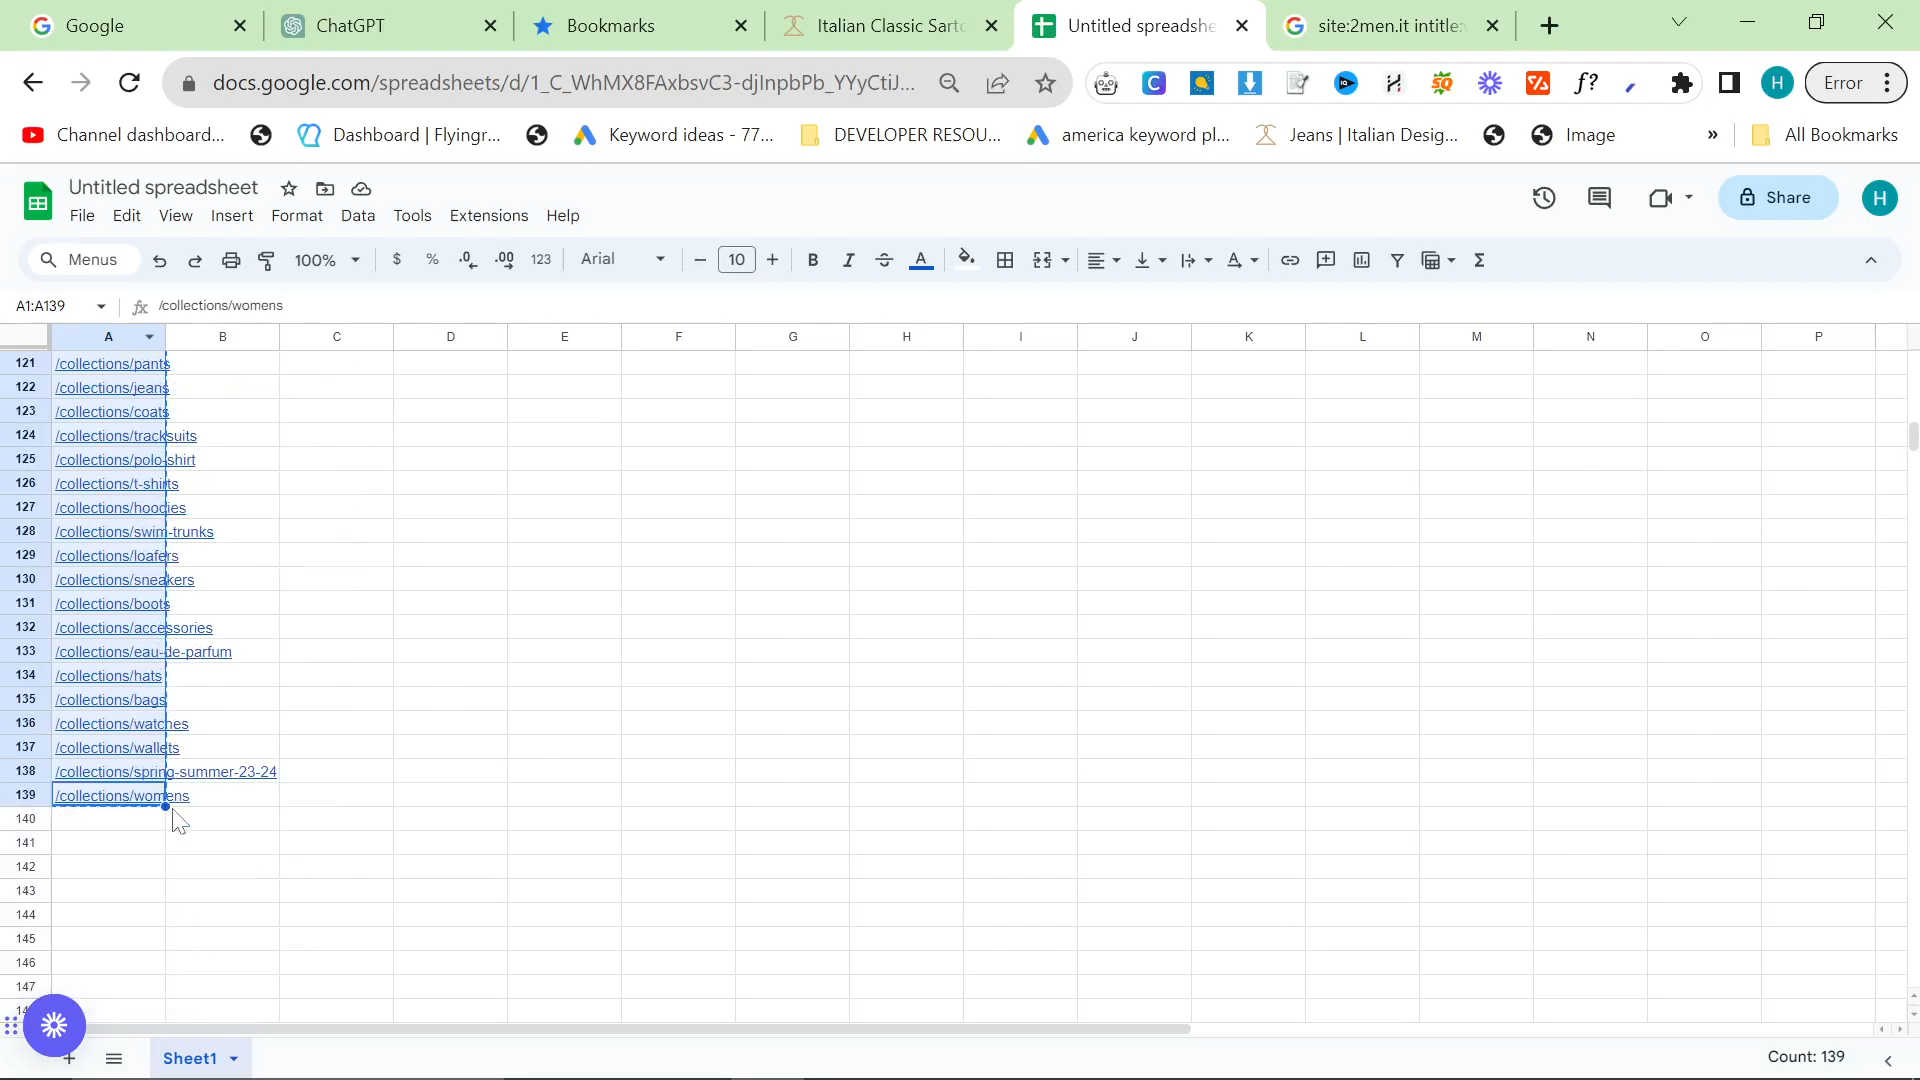 Google
ChatGPT
Bookmarks
Italian Classic Sarto
Untitled spreadshe
site:2men.it intitle:
docs.google.com/spreadsheets/d/1_C_WhMX8FAxbsvC3-djInpbPb_YYyCtiJ...
Error
Channel dashboard...
Dashboard | Flyingr...
Keyword ideas - 77...
DEVELOPER RESOU...
america keyword pl...
Jeans | Italian Desig...
Image
»
All Bookmarks
Untitled spreadsheet
File Edit View Insert Format Data Tools Extensions Help
Share
H
Menus
100%
$ % .0 .00 123
Arial
10
A1:A139
/collections/womens
A B C D E F G H I J K L M N O P
121 /collections/pants
122 /collections/jeans
123 /collections/coats
124 /collections/tracksuits
125 /collections/polo-shirt
126 /collections/t-shirts
127 /collections/hoodies
128 /collections/swim-trunks
129 /collections/loafers
130 /collections/sneakers
131 /collections/boots
132 /collections/accessories
133 /collections/eau-de-parfum
134 /collections/hats
135 /collections/bags
136 /collections/watches
137 /collections/wallets
138 /collections/spring-summer-23-24
139 /collections/womens
140
141
142
143
144
145
146
147
Sheet1
Count: 139